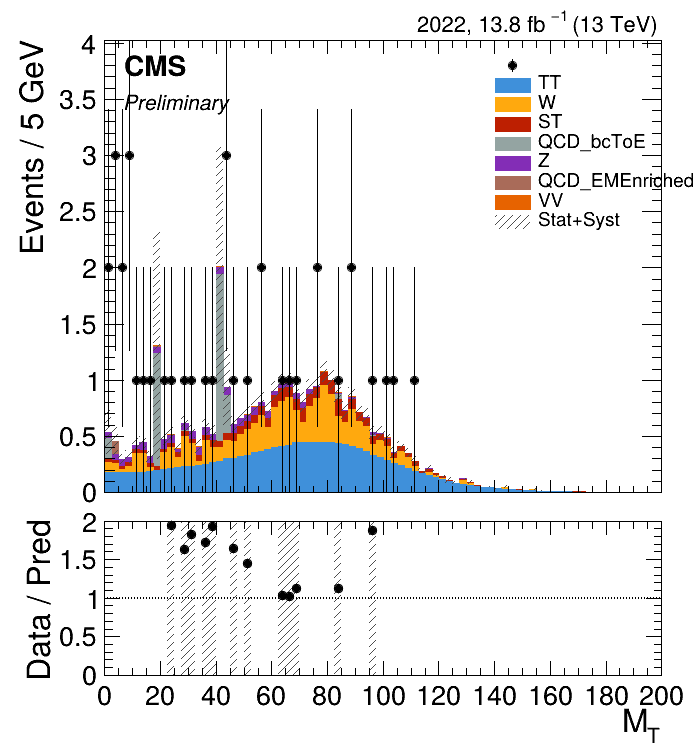 2022, 13.8 fb⁻¹ (13 TeV)
CMS
Preliminary
Events / 5 GeV
4
3.5
3
2.5
2
1.5
1
0.5
0
TT
W
ST
QCD_bcToE
Z
QCD_EMEnriched
VV
Stat+Syst
Data / Pred
2
1.5
1
0.5
0
0 20 40 60 80 100 120 140 160 180 200
M_T